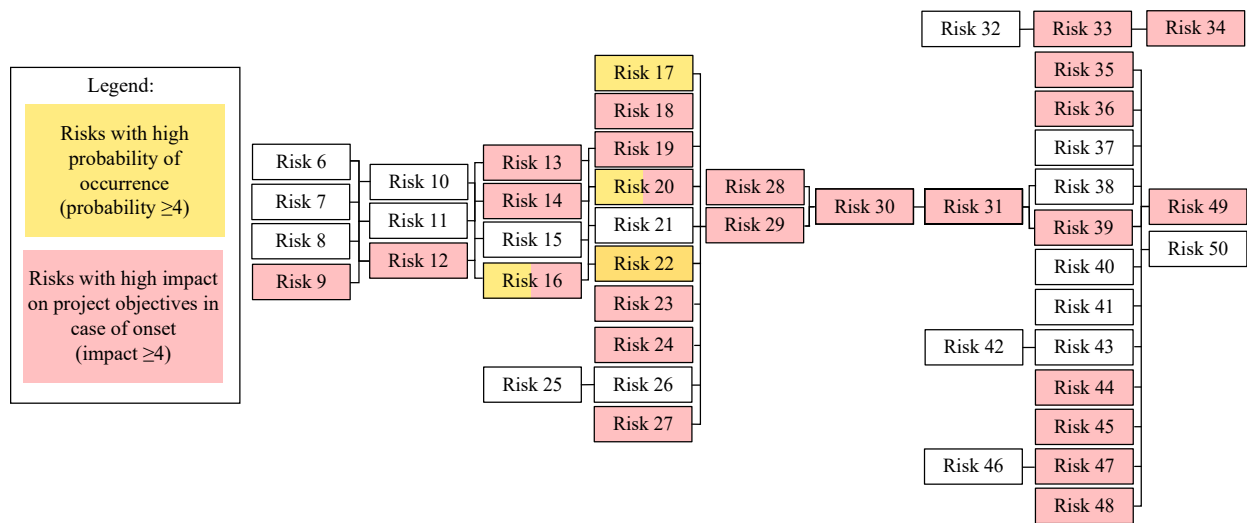 Legend:
Risks with high
probability of
occurrence
(probability ≥4)
Risks with high impact
on project objectives in
case of onset
(impact ≥4)
Risk 6
Risk 7
Risk 8
Risk 9
Risk 10
Risk 11
Risk 12
Risk 13
Risk 14
Risk 15
Risk 16
Risk 17
Risk 18
Risk 19
Risk 20
Risk 21
Risk 22
Risk 23
Risk 24
Risk 25
Risk 26
Risk 27
Risk 28
Risk 29
Risk 30
Risk 31
Risk 32
Risk 33
Risk 34
Risk 35
Risk 36
Risk 37
Risk 38
Risk 39
Risk 40
Risk 41
Risk 42
Risk 43
Risk 44
Risk 45
Risk 46
Risk 47
Risk 48
Risk 49
Risk 50